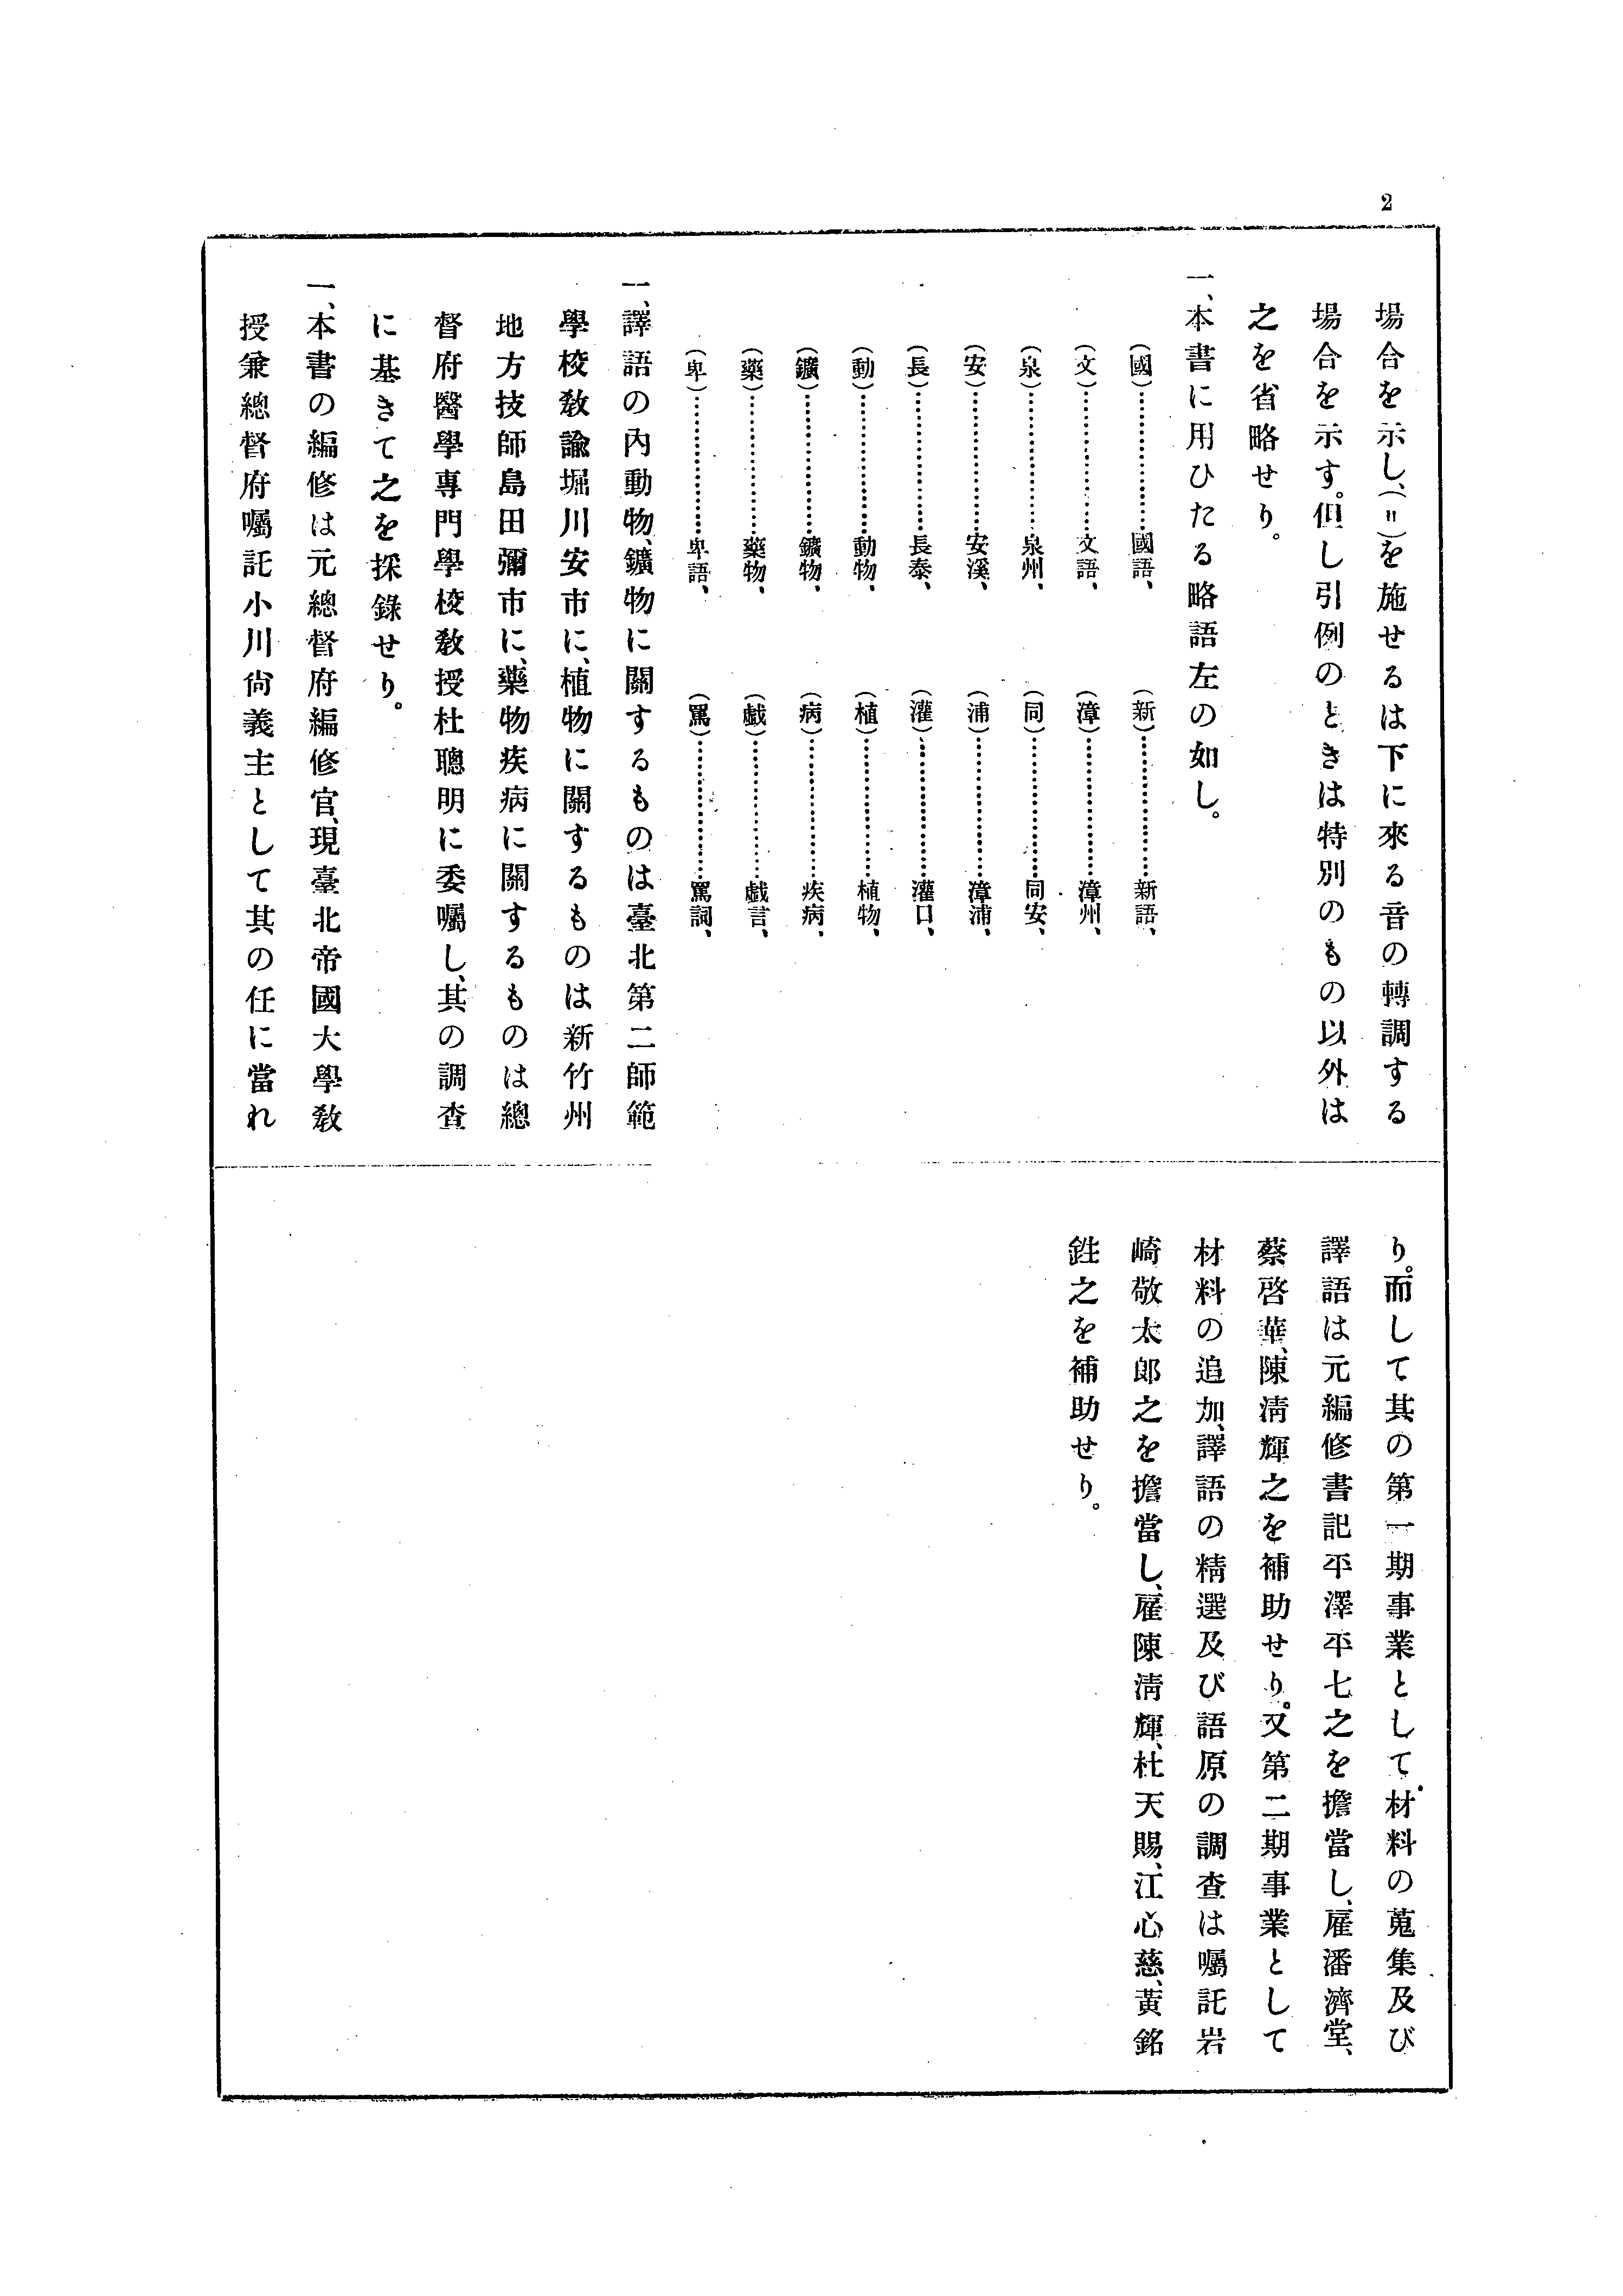 2
場合を示し、(〃)を施せるは下に來る音の轉調する
場合を示す。但し引例のときは特別のもの以外は
之を省略せり。
一、本書に用ひたる略語左の如し。
(國)…………國語、
(新)…………新語、
(文)…………文語、
(漳)…………漳州、
(泉)…………泉州、
(同)…………同安、
(安)…………安溪、
(浦)…………漳浦、
(長)…………長泰、
(灌)…………灌口、
(動)…………動物、
(植)…………植物、
(鑛)…………鑛物、
(病)…………疾病、
(藥)…………藥物、
(戯)…………戯言、
(卑)…………卑語、
(罵)…………罵詞、
一、譯語の內動物、鑛物に關するものは臺北第二師範
學校敎諭堀川安市に、植物に關するものは新竹州
地方技師島田彌市に、藥物疾病に關するものは總
督府醫學專門學校敎授杜聰明に委囑し、其の調査
に基きて之を採錄せり。
一、本書の編修は元總督府編修官、現臺北帝國大學敎
授兼總督府囑託小川尙義主として其の任に當れ
り。而して其の第一期事業として材料の蒐集及び
譯語は元編修書記平澤平七之を擔當し、雇潘濟堂、
蔡啓華、陳淸輝之を補助せり。又第二期事業として
材料の追加、譯語の精選及び語原の調查は囑託岩
崎敬太郎之を擔當し、雇陳淸輝、杜天賜、江心慈、黃銘
鉎之を補助せり。